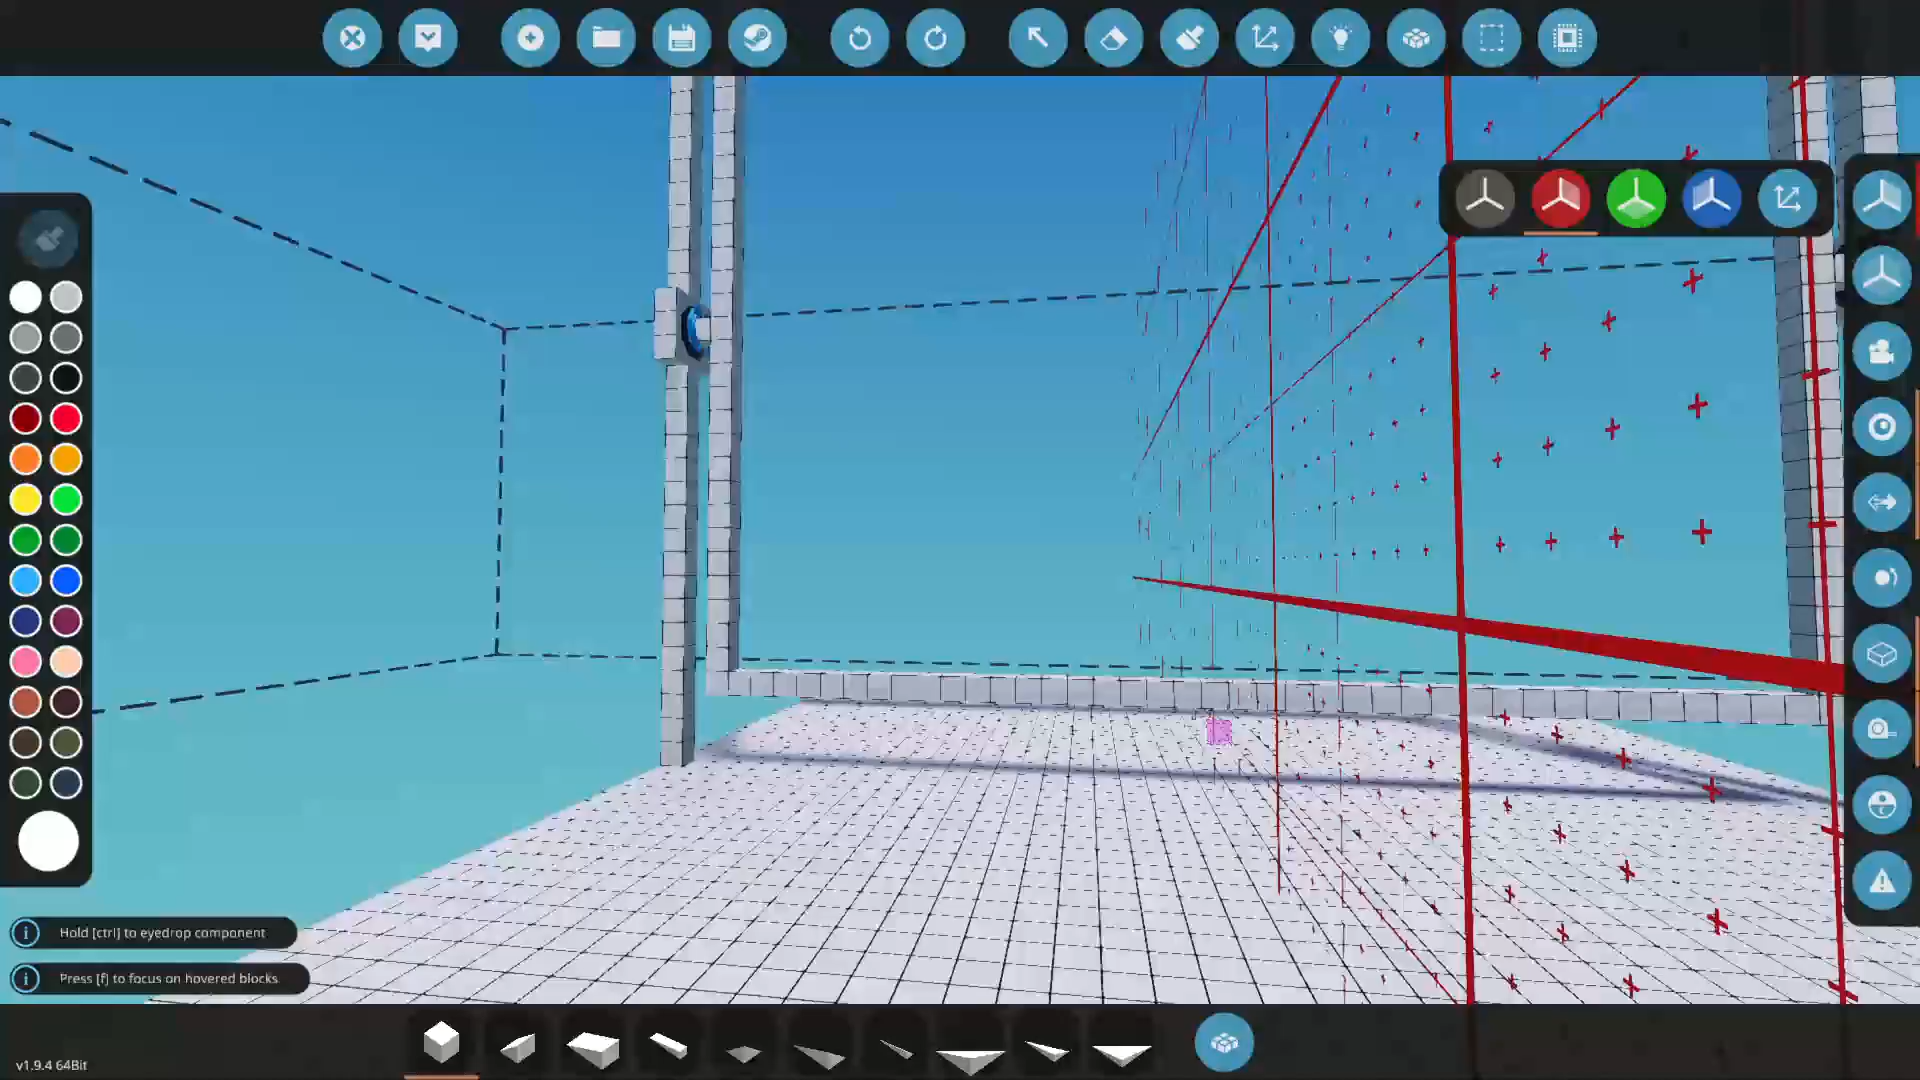 Hold [ctrl] to eyedrop component
Press [f] to focus on hovered blocks
v1.9.4 64Bit